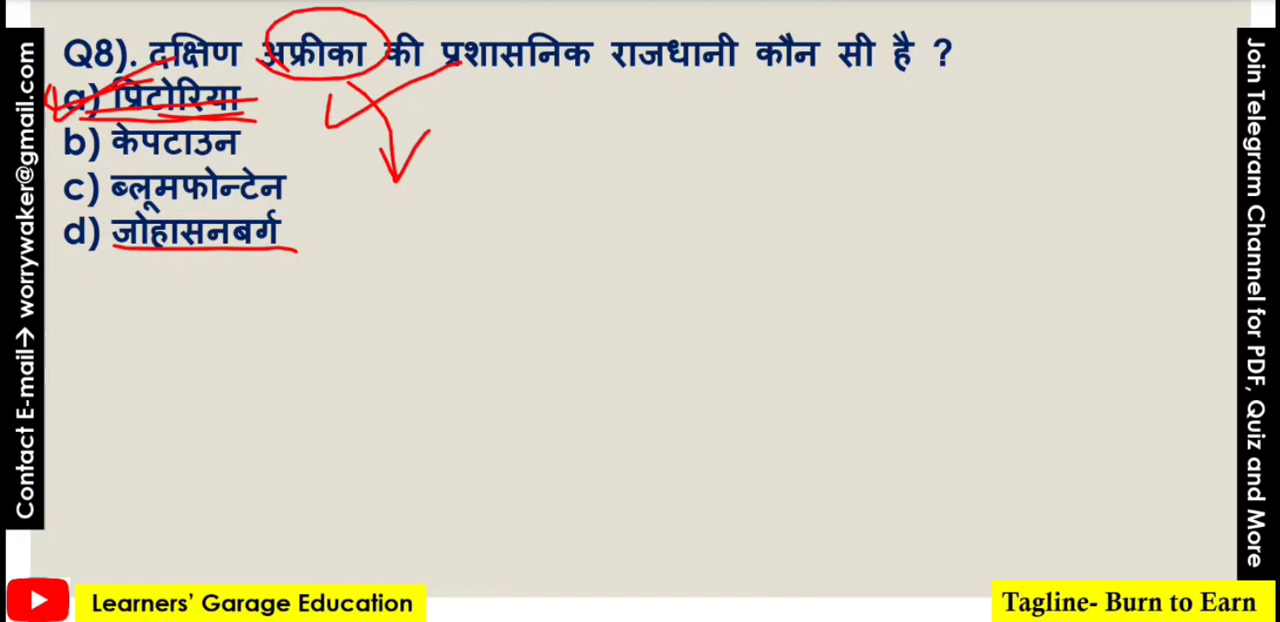 Q8). दक्षिण अफ्रीका की प्रशासनिक राजधानी कौन सी है ?
a) प्रिटोरिया
b) केपटाउन
c) ब्लूमफोन्टेन
d) जोहासनबर्ग
Contact E-mail→ worrywaker@gmail.com
Join Telegram Channel for PDF, Quiz and More
Learners’ Garage Education
Tagline- Burn to Earn